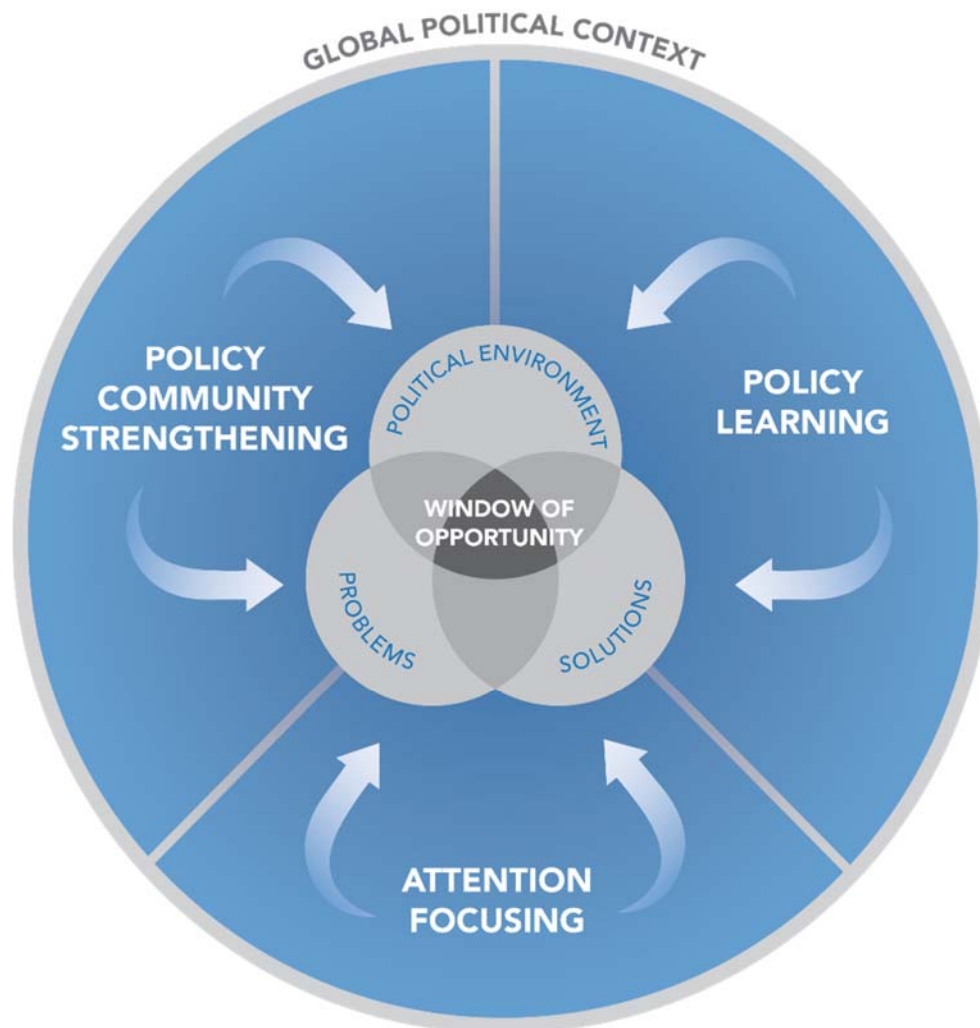 GLOBAL POLITICAL CONTEXT
POLICY
COMMUNITY
STRENGTHENING
POLICY
LEARNING
POLITICAL ENVIRONMENT
WINDOW OF
OPPORTUNITY
PROBLEMS
SOLUTIONS
ATTENTION
FOCUSING